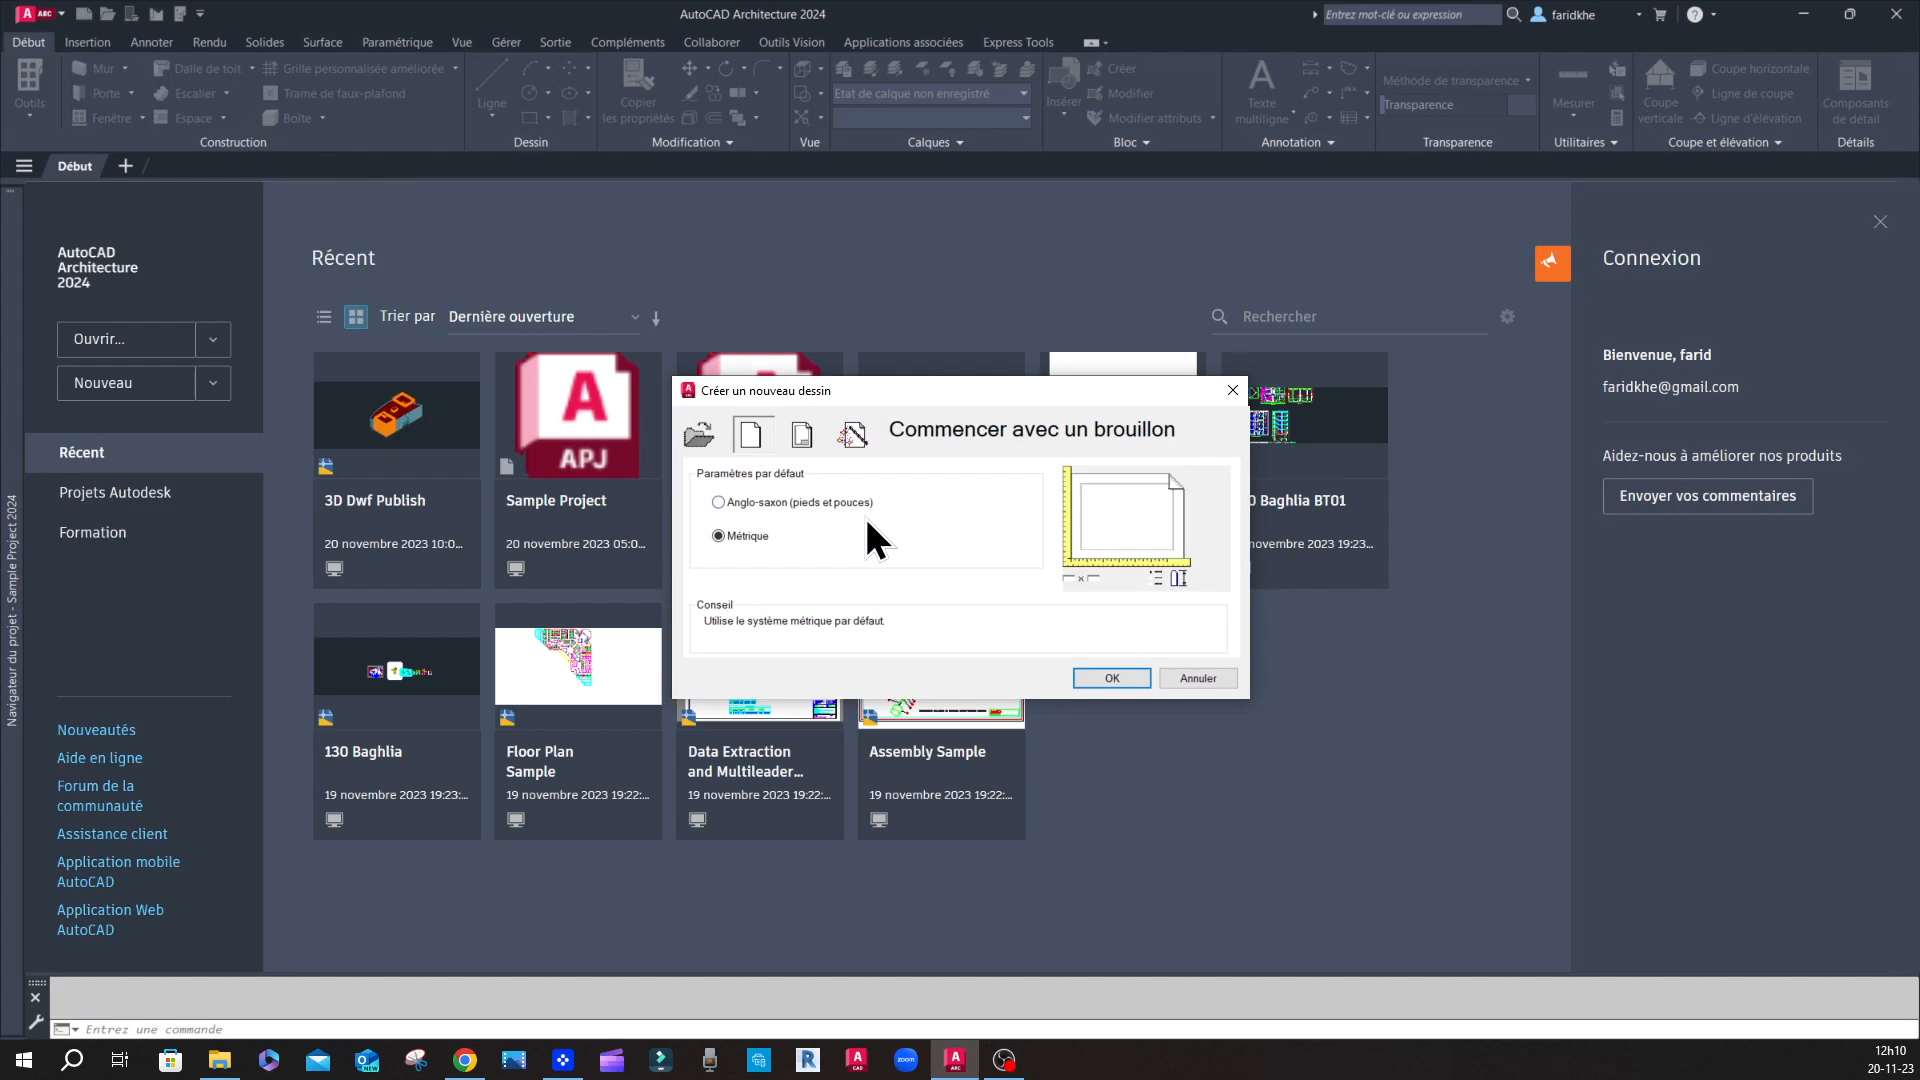 ARC
AutoCAD Architecture 2024
Entrez mot-clé ou expression
faridkhe
Début
Insertion
Annoter
Rendu
Solides
Surface
Paramétrique
Vue
Gérer
Sortie
Compléments
Collaborer
Outils Vision
Applications associées
Express Tools
Outils
Mur
Porte
Fenêtre
Dalle de toit
Escalier
Espace
Grille personnalisée améliorée
Trame de faux-plafond
Boîte
Construction
Ligne
Dessin
Copier
les propriétés
Modification
Vue
Etat de calque non enregistré
Calques
Insérer
Créer
Modifier
Modifier attributs
Bloc
Texte
multiligne
Annotation
Méthode de transparence
Transparence
Transparence
Mesurer
Utilitaires
Coupe
verticale
Coupe horizontale
Ligne de coupe
Ligne d'élévation
Coupe et élévation
Composants
de détail
Détails
Début
Navigateur du projet - Sample Project 2024
AutoCAD
Architecture
2024
Ouvrir...
Nouveau
Récent
Projets Autodesk
Formation
Nouveautés
Aide en ligne
Forum de la
communauté
Assistance client
Application mobile
AutoCAD
Application Web
AutoCAD
Récent
Trier par
Dernière ouverture
Rechercher
3D Dwf Publish
20 novembre 2023 10:0...
A
APJ
Sample Project
20 novembre 2023 05:0...
0 Baghlia BT01
novembre 2023 19:23...
130 Baghlia
19 novembre 2023 19:23:...
Floor Plan
Sample
19 novembre 2023 19:22:...
Data Extraction
and Multileader...
19 novembre 2023 19:22:...
Assembly Sample
19 novembre 2023 19:22:...
Créer un nouveau dessin
Commencer avec un brouillon
Paramètres par défaut
Anglo-saxon (pieds et pouces)
Métrique
Conseil
Utilise le système métrique par défaut.
OK
Annuler
Connexion
Bienvenue, farid
faridkhe@gmail.com
Aidez-nous à améliorer nos produits
Envoyer vos commentaires
Entrez une commande
NEW
R
A
CAD
zoom
A
ARC
12h10
20-11-23